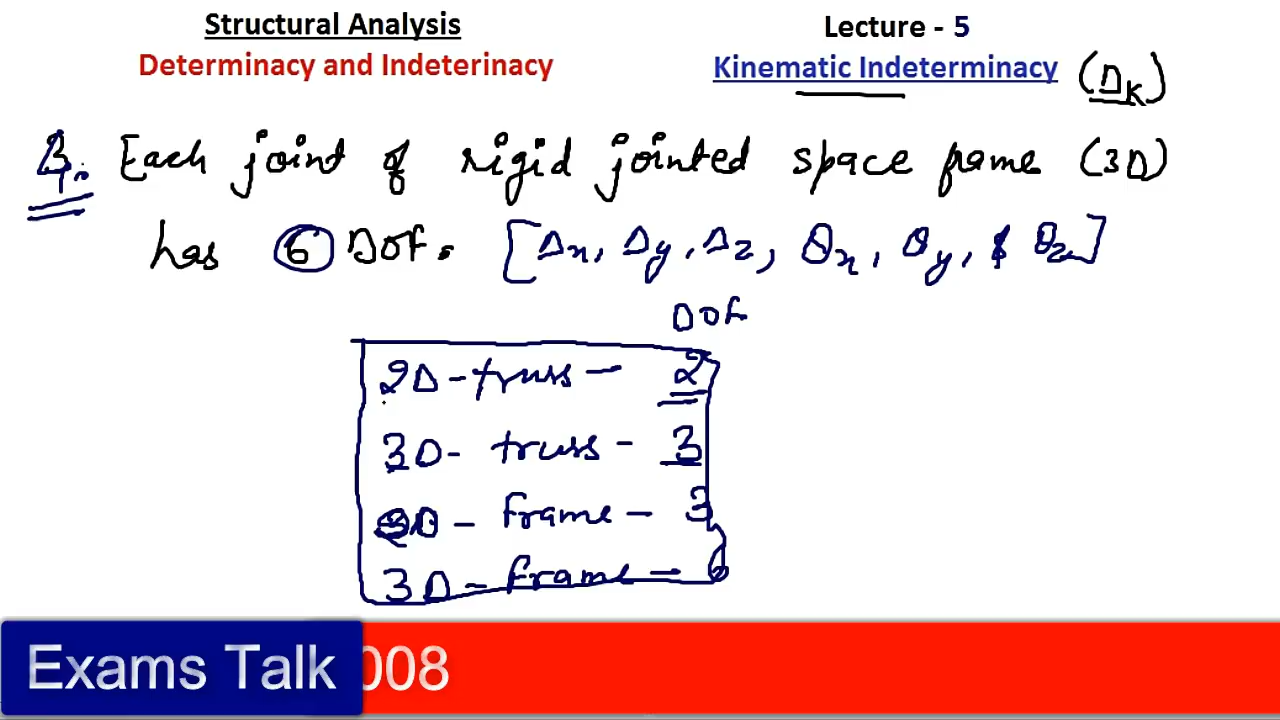 Structural Analysis
Lecture - 5
Determinacy and Indeterinacy
Kinematic Indeterminacy (DK)
4. Each joint of rigid jointed space frame (3D)
has 6 DOF. [Δx, Δy, Δz, θx, θy, & θz]
DOF
2D-truss- 2
3D- truss- 3
2D - frame - 3
3D - frame - 6
Exams Talk 008